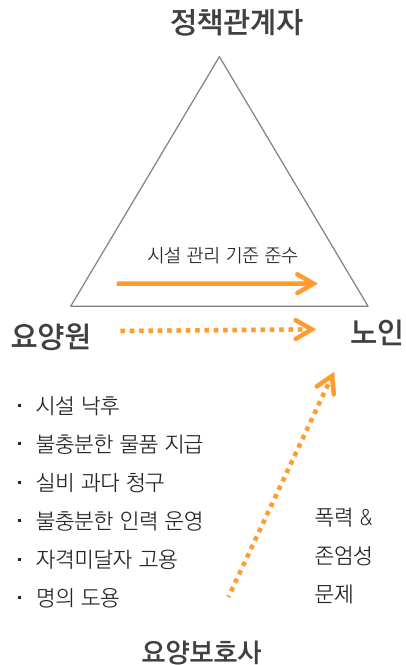 정책관계자
시설 관리 기준 준수
요양원
노인
· 시설 낙후
· 불충분한 물품 지급
· 실비 과다 청구
· 불충분한 인력 운영
· 자격미달자 고용
· 명의 도용
폭력 &
존엄성
문제
요양보호사